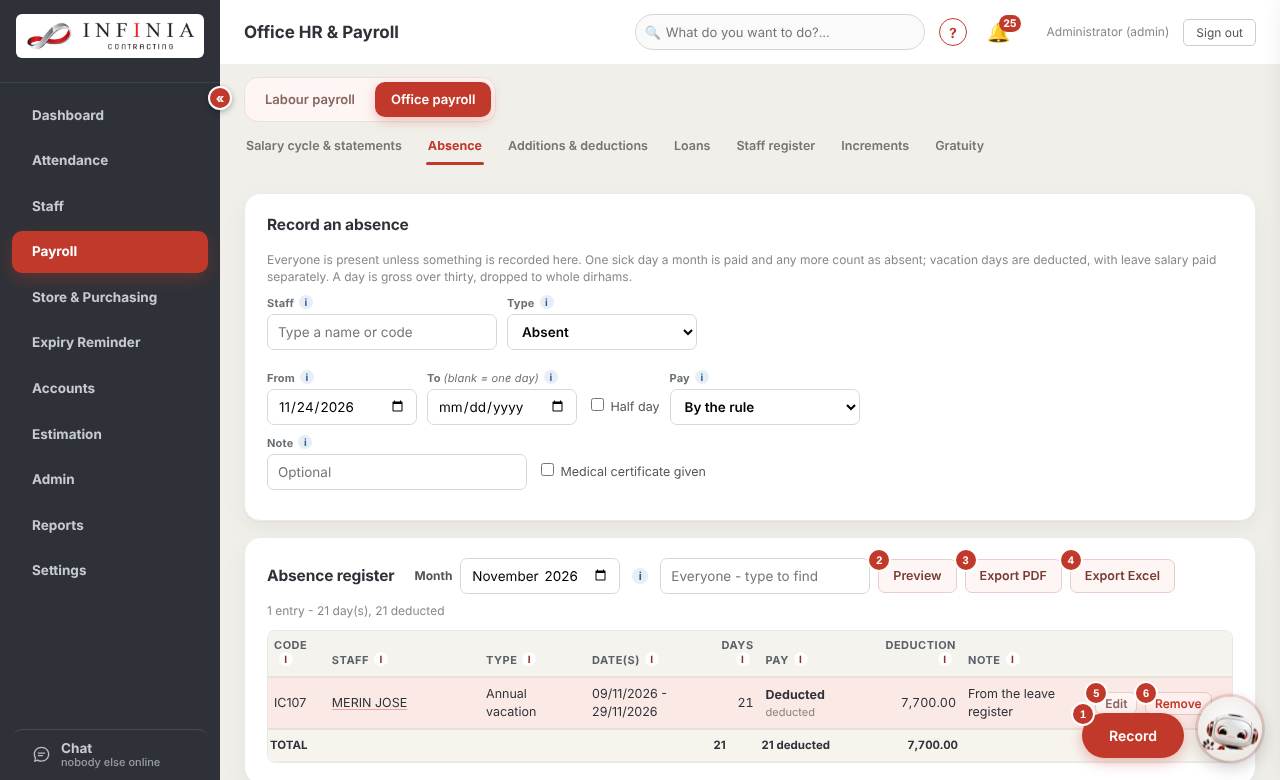 INFINIA
CONTRACTING
Office HR & Payroll
What do you want to do?...
?
25
Administrator (admin)
Sign out
«
Dashboard
Attendance
Staff
Payroll
Store & Purchasing
Expiry Reminder
Accounts
Estimation
Admin
Reports
Settings
Chat
nobody else online
Labour payroll
Office payroll
Salary cycle & statements
Absence
Additions & deductions
Loans
Staff register
Increments
Gratuity
Record an absence
Everyone is present unless something is recorded here. One sick day a month is paid and any more count as absent; vacation days are deducted, with leave salary paid
separately. A day is gross over thirty, dropped to whole dirhams.
Staff i
Type i
Type a name or code
Absent
From i
To (blank = one day) i
Pay i
11/24/2026
mm/dd/yyyy
Half day
By the rule
Note i
Optional
Medical certificate given
Absence register
Month
November 2026
i
Everyone - type to find
2
Preview
3
Export PDF
4
Export Excel
1 entry - 21 day(s), 21 deducted
CODE I
STAFF I
TYPE I
DATE(S) I
DAYS I
PAY I
DEDUCTION I
NOTE I
IC107
MERIN JOSE
Annual
vacation
09/11/2026 -
29/11/2026
21
Deducted
deducted
7,700.00
From the leave
register
5
Edit
6
Remove
TOTAL
21
21 deducted
7,700.00
1
Record